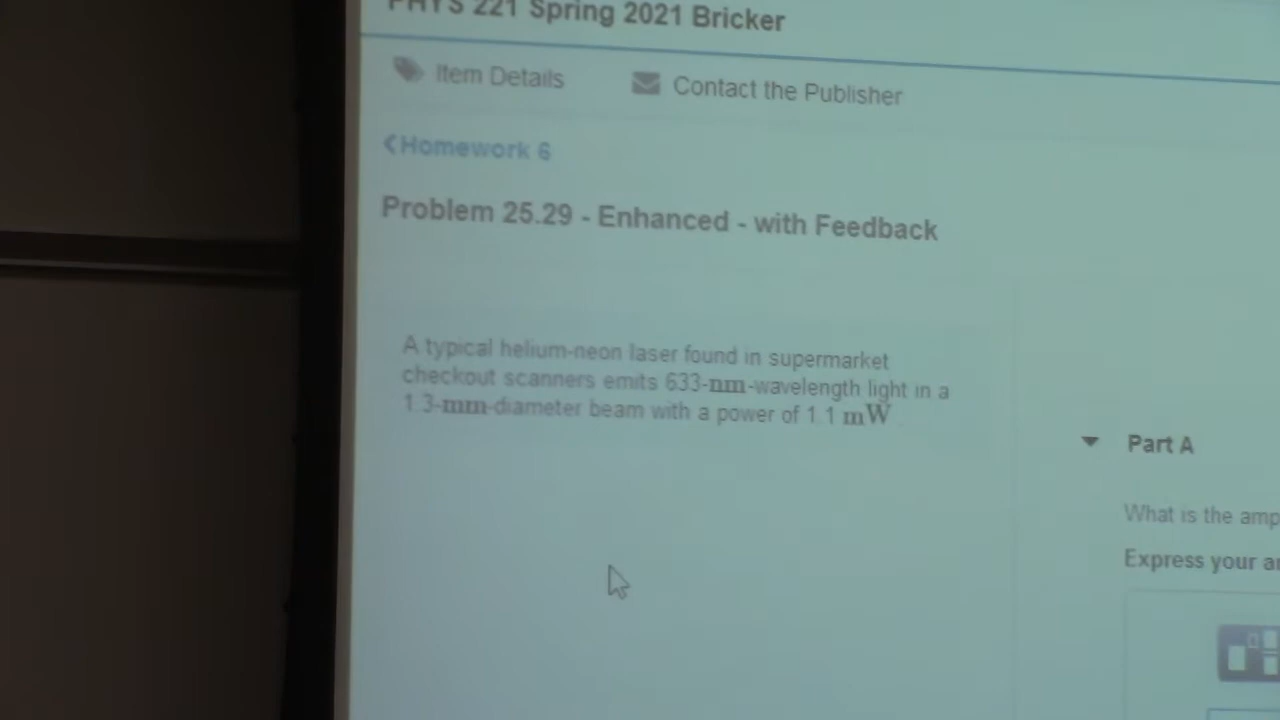 PHYS 221 Spring 2021 Bricker
Item Details Contact the Publisher
<Homework 6
Problem 25.29 - Enhanced - with Feedback
A typical helium-neon laser found in supermarket
checkout scanners emits 633-nm-wavelength light in a
1.3-mm-diameter beam with a power of 1.1 mW.
Part A
What is the
Express your